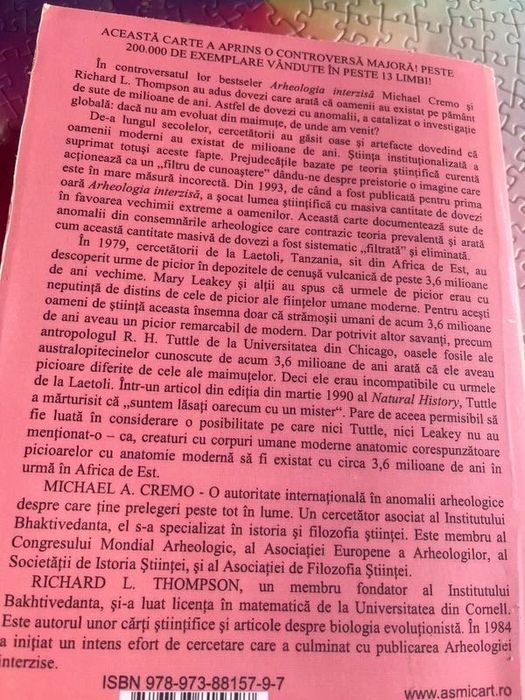 ACEASTĂ CARTE A APRINS O CONTROVERSĂ MAJORĂ! PESTE
200.000 DE EXEMPLARE VÂNDUTE ÎN PESTE 13 LIMBI!
În controversatul lor bestseler Arheologia interzisă Michael Cremo și
Richard L. Thompson au adus dovezi care arată că oamenii au existat pe pământ
de sute de milioane de ani. Astfel de dovezi cu anomalii, a catalizat o investigație
globală: dacă nu am evoluat din maimuțe, de unde am venit?
De-a lungul secolelor, cercetătorii au găsit oase și artefacte dovedind că
oamenii moderni au existat de milioane de ani. Știința instituționalizată a
suprimat totuși aceste fapte. Prejudecățile bazate pe teoria științifică curentă
acționează ca un „filtru de cunoaștere” dându-ne despre preistorie o imagine care
este în mare măsură incorectă. Din 1993, de când a fost publicată pentru prima
oară Arheologia interzisă, a șocat lumea științifică cu masiva cantitate de dovezi
în favoarea vechimii extreme a oamenilor. Această carte documentează sute de
anomalii din consemnările arheologice care contrazic teoria prevalentă și arată
cum această cantitate masivă de dovezi a fost sistematic „filtrată” și eliminată.
În 1979, cercetătorii de la Laetoli, Tanzania, sit din Africa de Est, au
descoperit urme de picior în depozitele de cenușă vulcanică de peste 3,6 milioane
de ani vechime. Mary Leakey și alții au spus că urmele de picior erau cu
neputință de distins de cele de picior ale ființelor umane moderne. Pentru acești
oameni de știință aceasta însemna doar că strămoșii umani de acum 3,6 milioane
de ani aveau un picior remarcabil de modern. Dar potrivit altor savanți, precum
antropologul R. H. Tuttle de la Universitatea din Chicago, oasele fosile ale
australopitecinelor cunoscute de acum 3,6 milioane de ani arată că ele aveau
picioare diferite de cele ale maimuțelor. Deci ele erau incompatibile cu urmele
de la Laetoli. Într-un articol din ediția din martie 1990 al Natural History, Tuttle
a mărturisit că „suntem lăsați oarecum cu un mister”. Pare de aceea permisibil să
fie luată în considerare o posibilitate pe care nici Tuttle, nici Leakey nu au
menționat-o – ca, creaturi cu corpuri umane moderne anatomic corespunzătoare
picioarelor cu anatomie modernă să fi existat cu circa 3,6 milioane de ani în
urmă în Africa de Est.
MICHAEL A. CREMO - O autoritate internațională în anomalii arheologice
despre care ține prelegeri peste tot în lume. Un cercetător asociat al Institutului
Bhaktivedanta, el s-a specializat în istoria și filozofia științei. Este membru al
Congresului Mondial Arheologic, al Asociației Europene a Arheologilor, al
Societății de Istoria Științei, și al Asociației de Filozofia Științei.
RICHARD L. THOMPSON, un membru fondator al Institutului
Bakhtivedanta, și-a luat licența în matematică de la Universitatea din Cornell.
Este autorul unor cărți științifice și articole despre biologia evoluționistă. În 1984
a inițiat un intens efort de cercetare care a culminat cu publicarea Arheologiei
interzise.
ISBN 978-973-88157-9-7
www.asmicart.ro